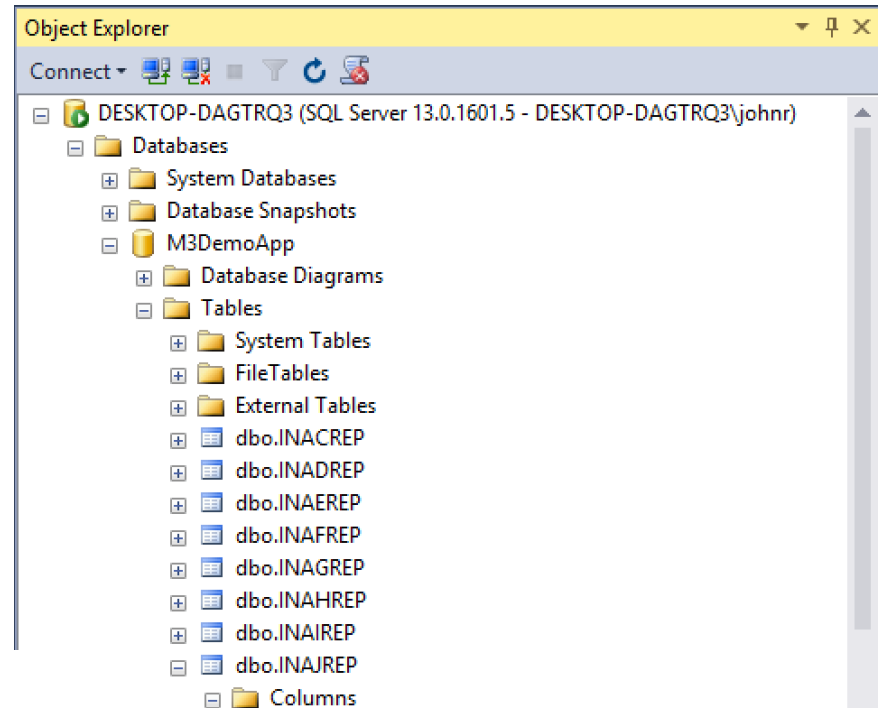 Object Explorer
Connect
DESKTOP-DAGTRQ3 (SQL Server 13.0.1601.5 - DESKTOP-DAGTRQ3\johnr)
Databases
System Databases
Database Snapshots
M3DemoApp
Database Diagrams
Tables
System Tables
FileTables
External Tables
dbo.INACREP
dbo.INADREP
dbo.INAEREP
dbo.INAFREP
dbo.INAGREP
dbo.INAHREP
dbo.INAIREP
dbo.INAJREP
Columns